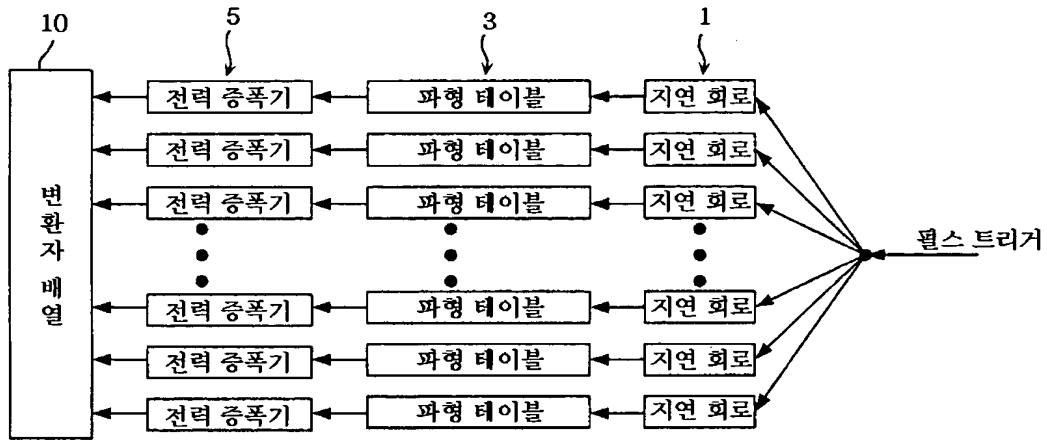 10 5 3 1
전력 증폭기 파형 테이블 지연 회로
전력 증폭기 파형 테이블 지연 회로
전력 증폭기 파형 테이블 지연 회로
변환자 배열
펄스 트리거
전력 증폭기 파형 테이블 지연 회로
전력 증폭기 파형 테이블 지연 회로
전력 증폭기 파형 테이블 지연 회로